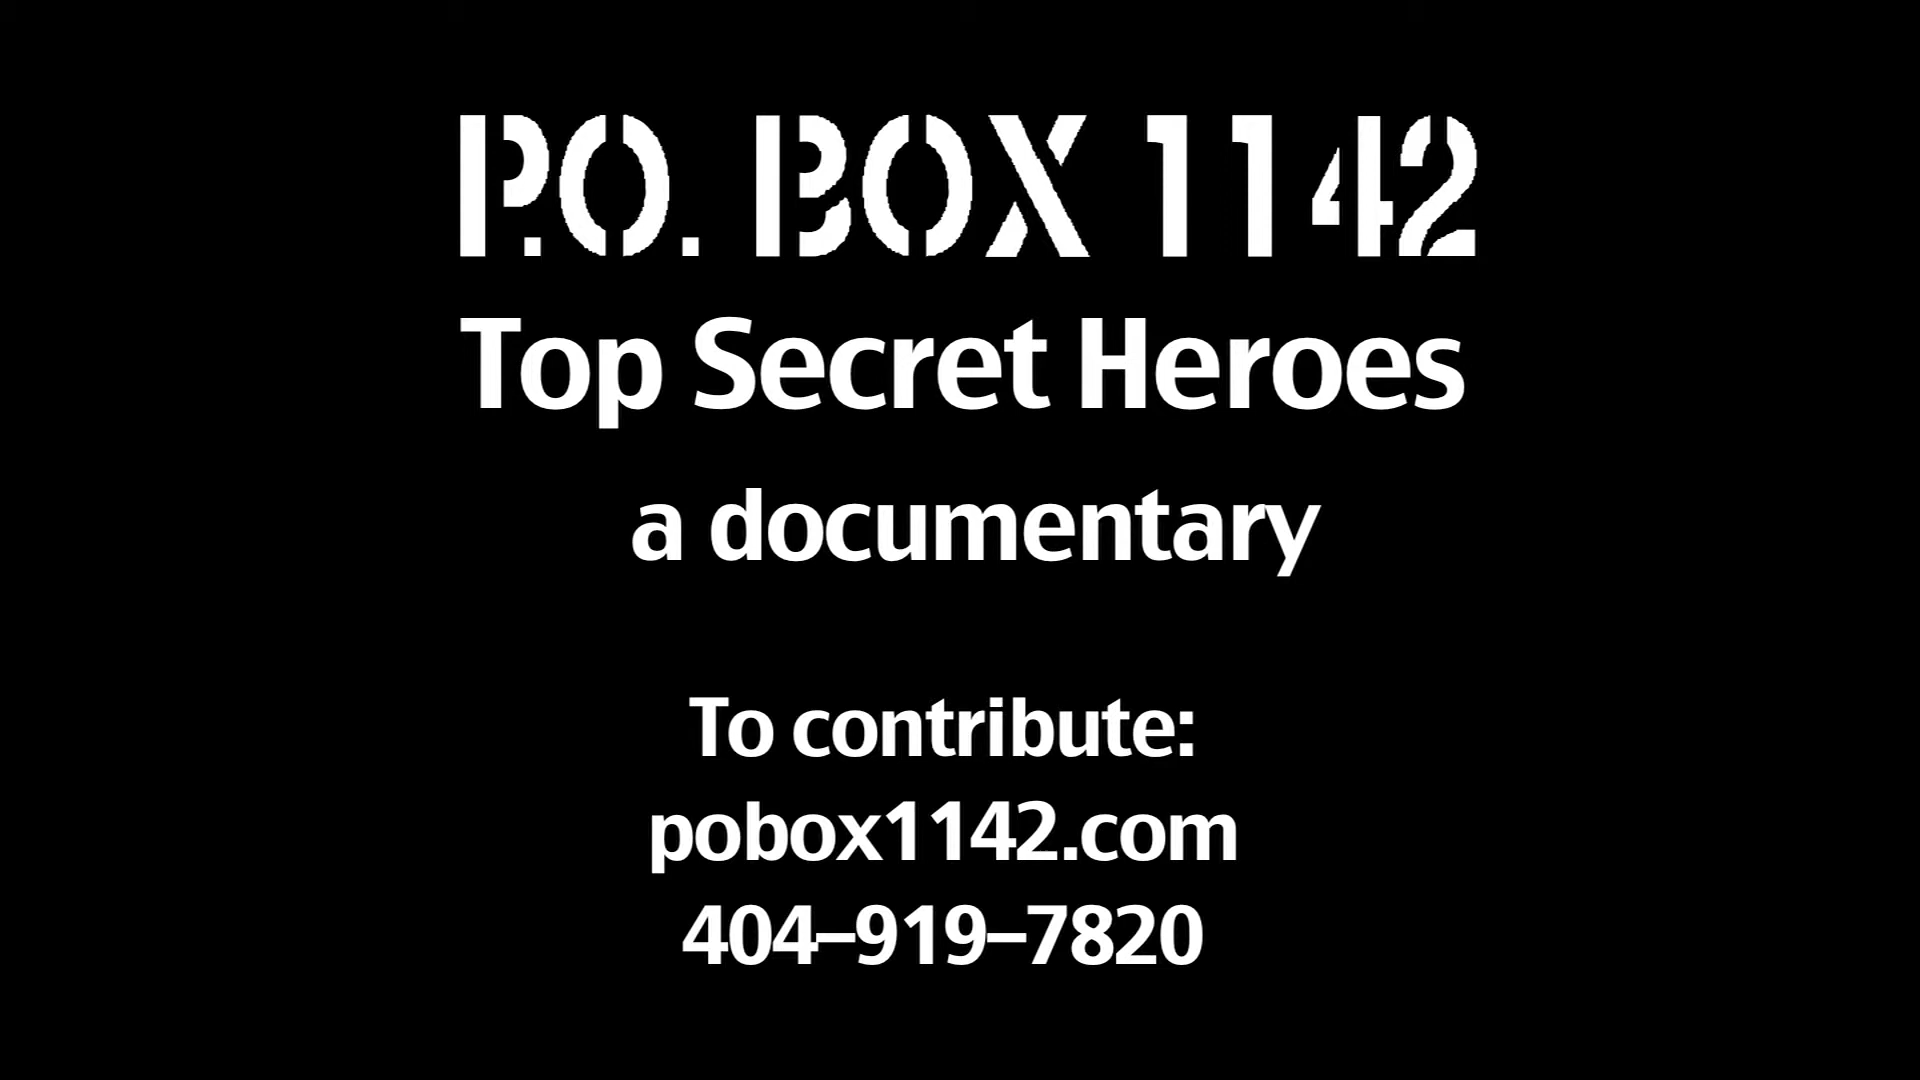 P.O. BOX 1142
Top Secret Heroes
a documentary
To contribute:
pobox1142.com
404–919–7820